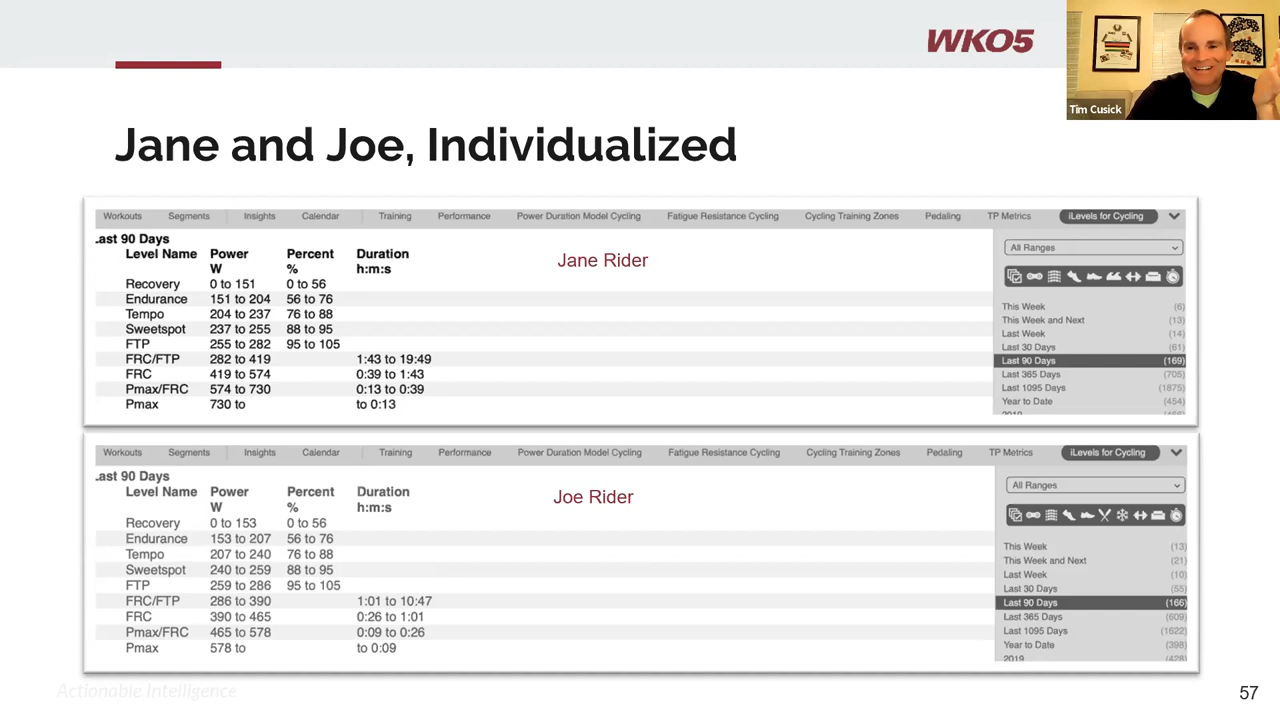 WKO5
Tim Cusick
Jane and Joe, Individualized
Workouts Segments Insights Calendar Training Performance Power Duration Model Cycling Fatigue Resistance Cycling Cycling Training Zones Pedaling TP Metrics iLevels for Cycling
Last 90 Days
Level Name Power Percent Duration
W % h:m:s
Recovery 0 to 151 0 to 56
Endurance 151 to 204 56 to 76
Tempo 204 to 237 76 to 88
Sweetspot 237 to 255 88 to 95
FTP 255 to 282 95 to 105
FRC/FTP 282 to 419 1:43 to 19:49
FRC 419 to 574 0:39 to 1:43
Pmax/FRC 574 to 730 0:13 to 0:39
Pmax 730 to to 0:13
Jane Rider
All Ranges
This Week (6)
This Week and Next (13)
Last Week (14)
Last 30 Days (61)
Last 90 Days (169)
Last 365 Days (705)
Last 1095 Days (1875)
Year to Date (454)
Workouts Segments Insights Calendar Training Performance Power Duration Model Cycling Fatigue Resistance Cycling Cycling Training Zones Pedaling TP Metrics iLevels for Cycling
Last 90 Days
Level Name Power Percent Duration
W % h:m:s
Recovery 0 to 153 0 to 56
Endurance 153 to 207 56 to 76
Tempo 207 to 240 76 to 88
Sweetspot 240 to 259 88 to 95
FTP 259 to 286 95 to 105
FRC/FTP 286 to 390 1:01 to 10:47
FRC 390 to 465 0:26 to 1:01
Pmax/FRC 465 to 578 0:09 to 0:26
Pmax 578 to to 0:09
Joe Rider
All Ranges
This Week (13)
This Week and Next (21)
Last Week (10)
Last 30 Days (55)
Last 90 Days (166)
Last 365 Days (609)
Last 1095 Days (1622)
Year to Date (398)
2019 (428)
Actionable Intelligence
57